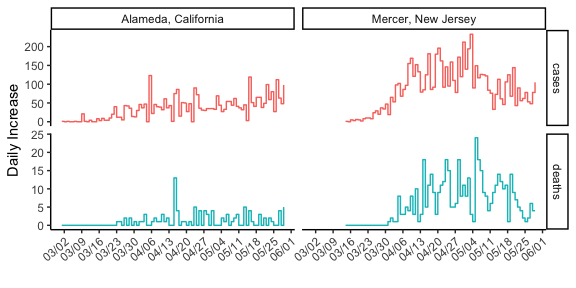 Alameda, California
Mercer, New Jersey
Daily Increase
200
150
100
50
0
cases
25
20
15
10
5
0
deaths
03/02 03/09 03/16 03/23 03/30 04/06 04/13 04/20 04/27 05/04 05/11 05/18 05/25 06/01
03/02 03/09 03/16 03/23 03/30 04/06 04/13 04/20 04/27 05/04 05/11 05/18 05/25 06/01